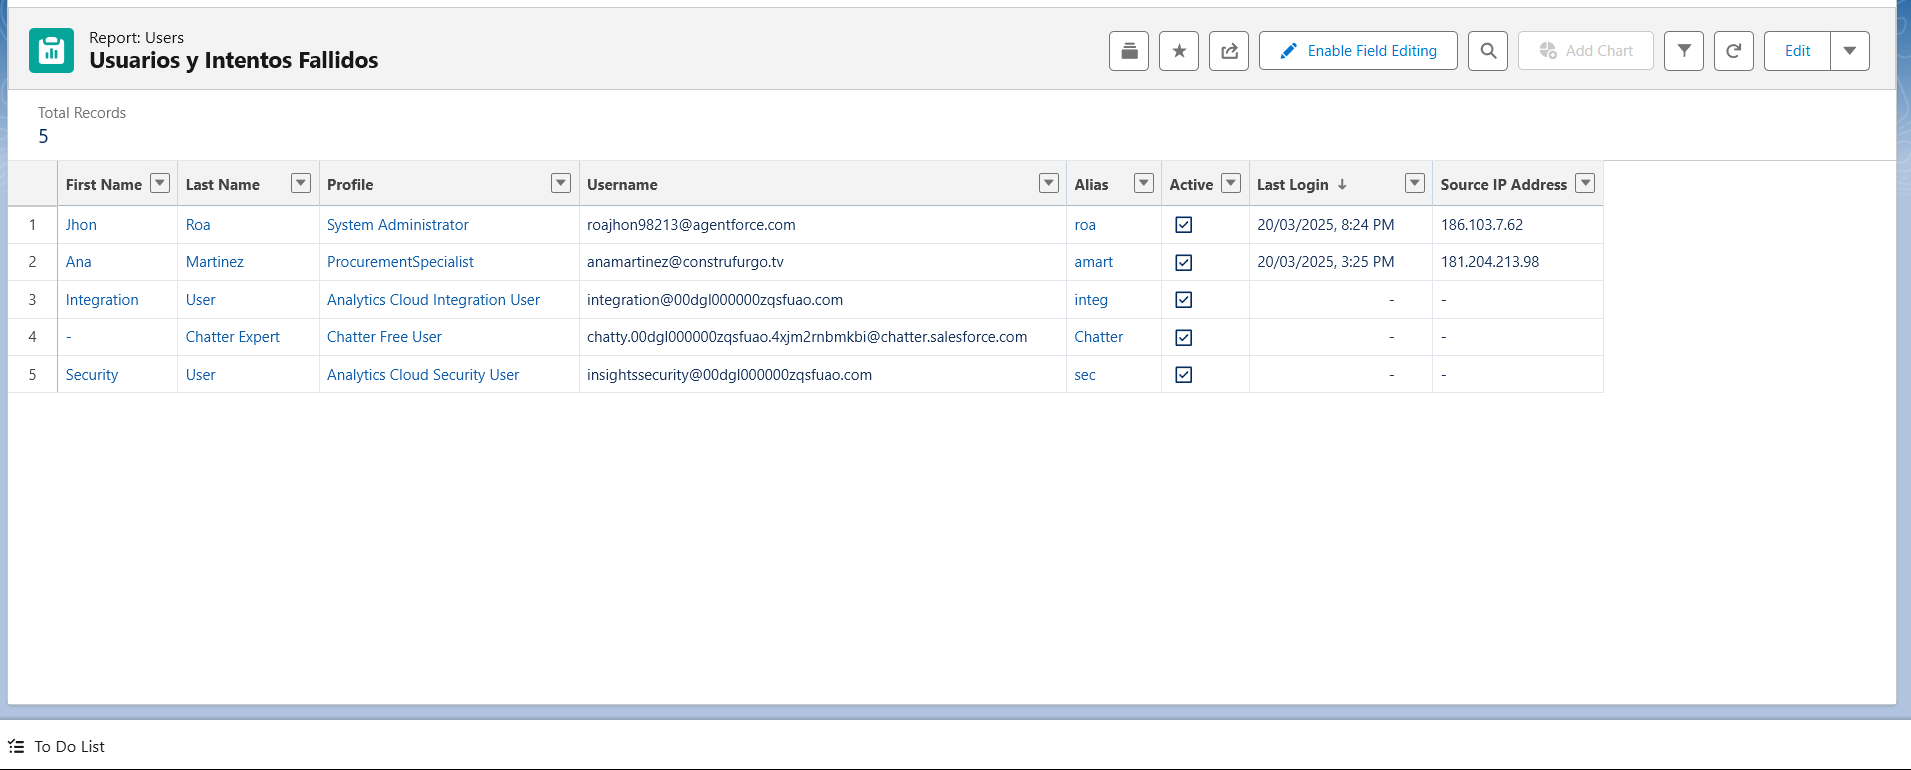 Report: Users
Usuarios y Intentos Fallidos
Enable Field Editing
Add Chart
Edit
Total Records
5
First Name Last Name Profile Username Alias Active Last Login Source IP Address
1 Jhon Roa System Administrator roajhon98213@agentforce.com roa 20/03/2025, 8:24 PM 186.103.7.62
2 Ana Martinez ProcurementSpecialist anamartinez@construfurgo.tv amart 20/03/2025, 3:25 PM 181.204.213.98
3 Integration User Analytics Cloud Integration User integration@00dgl000000zqsfuao.com integ - -
4 - Chatter Expert Chatter Free User chatty.00dgl000000zqsfuao.4xjm2rnbmkbi@chatter.salesforce.com Chatter - -
5 Security User Analytics Cloud Security User insightssecurity@00dgl000000zqsfuao.com sec - -
To Do List